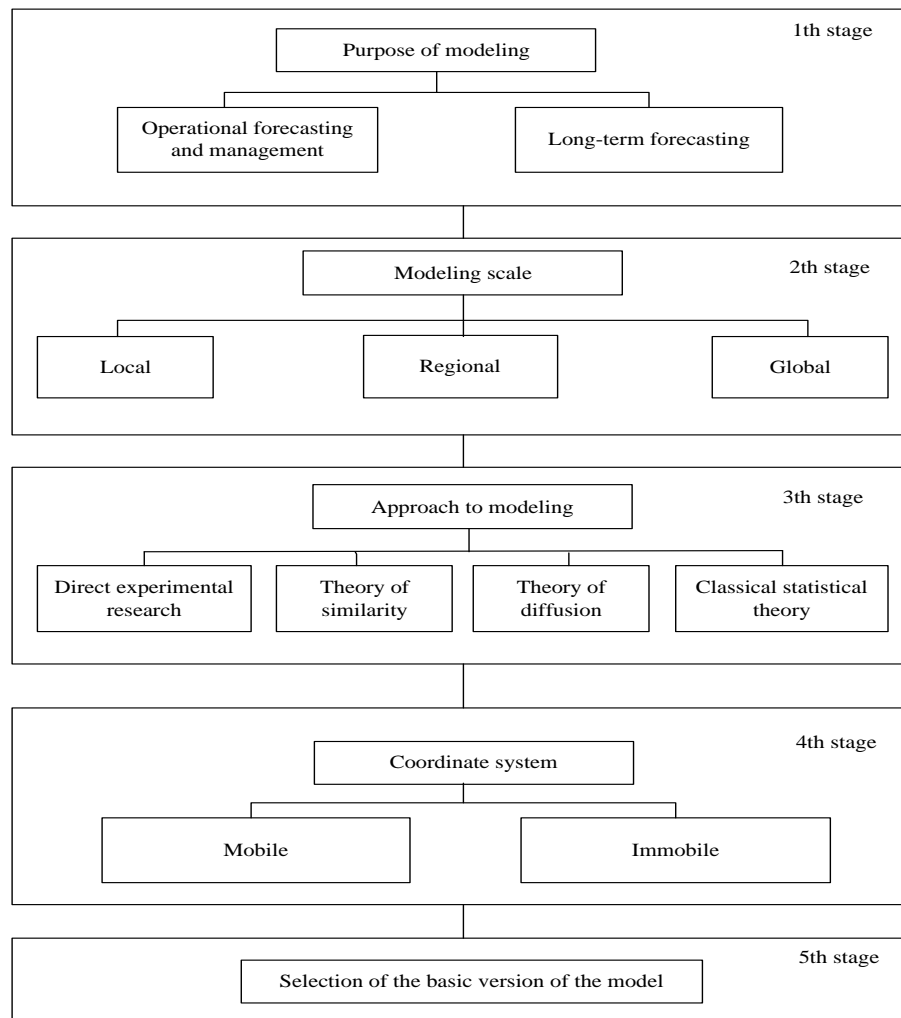 1th stage
Purpose of modeling
Operational forecasting
and management
Long-term forecasting
2th stage
Modeling scale
Local
Regional
Global
3th stage
Approach to modeling
Direct experimental
research
Theory of
similarity
Theory of
diffusion
Classical statistical
theory
4th stage
Coordinate system
Mobile
Immobile
5th stage
Selection of the basic version of the model